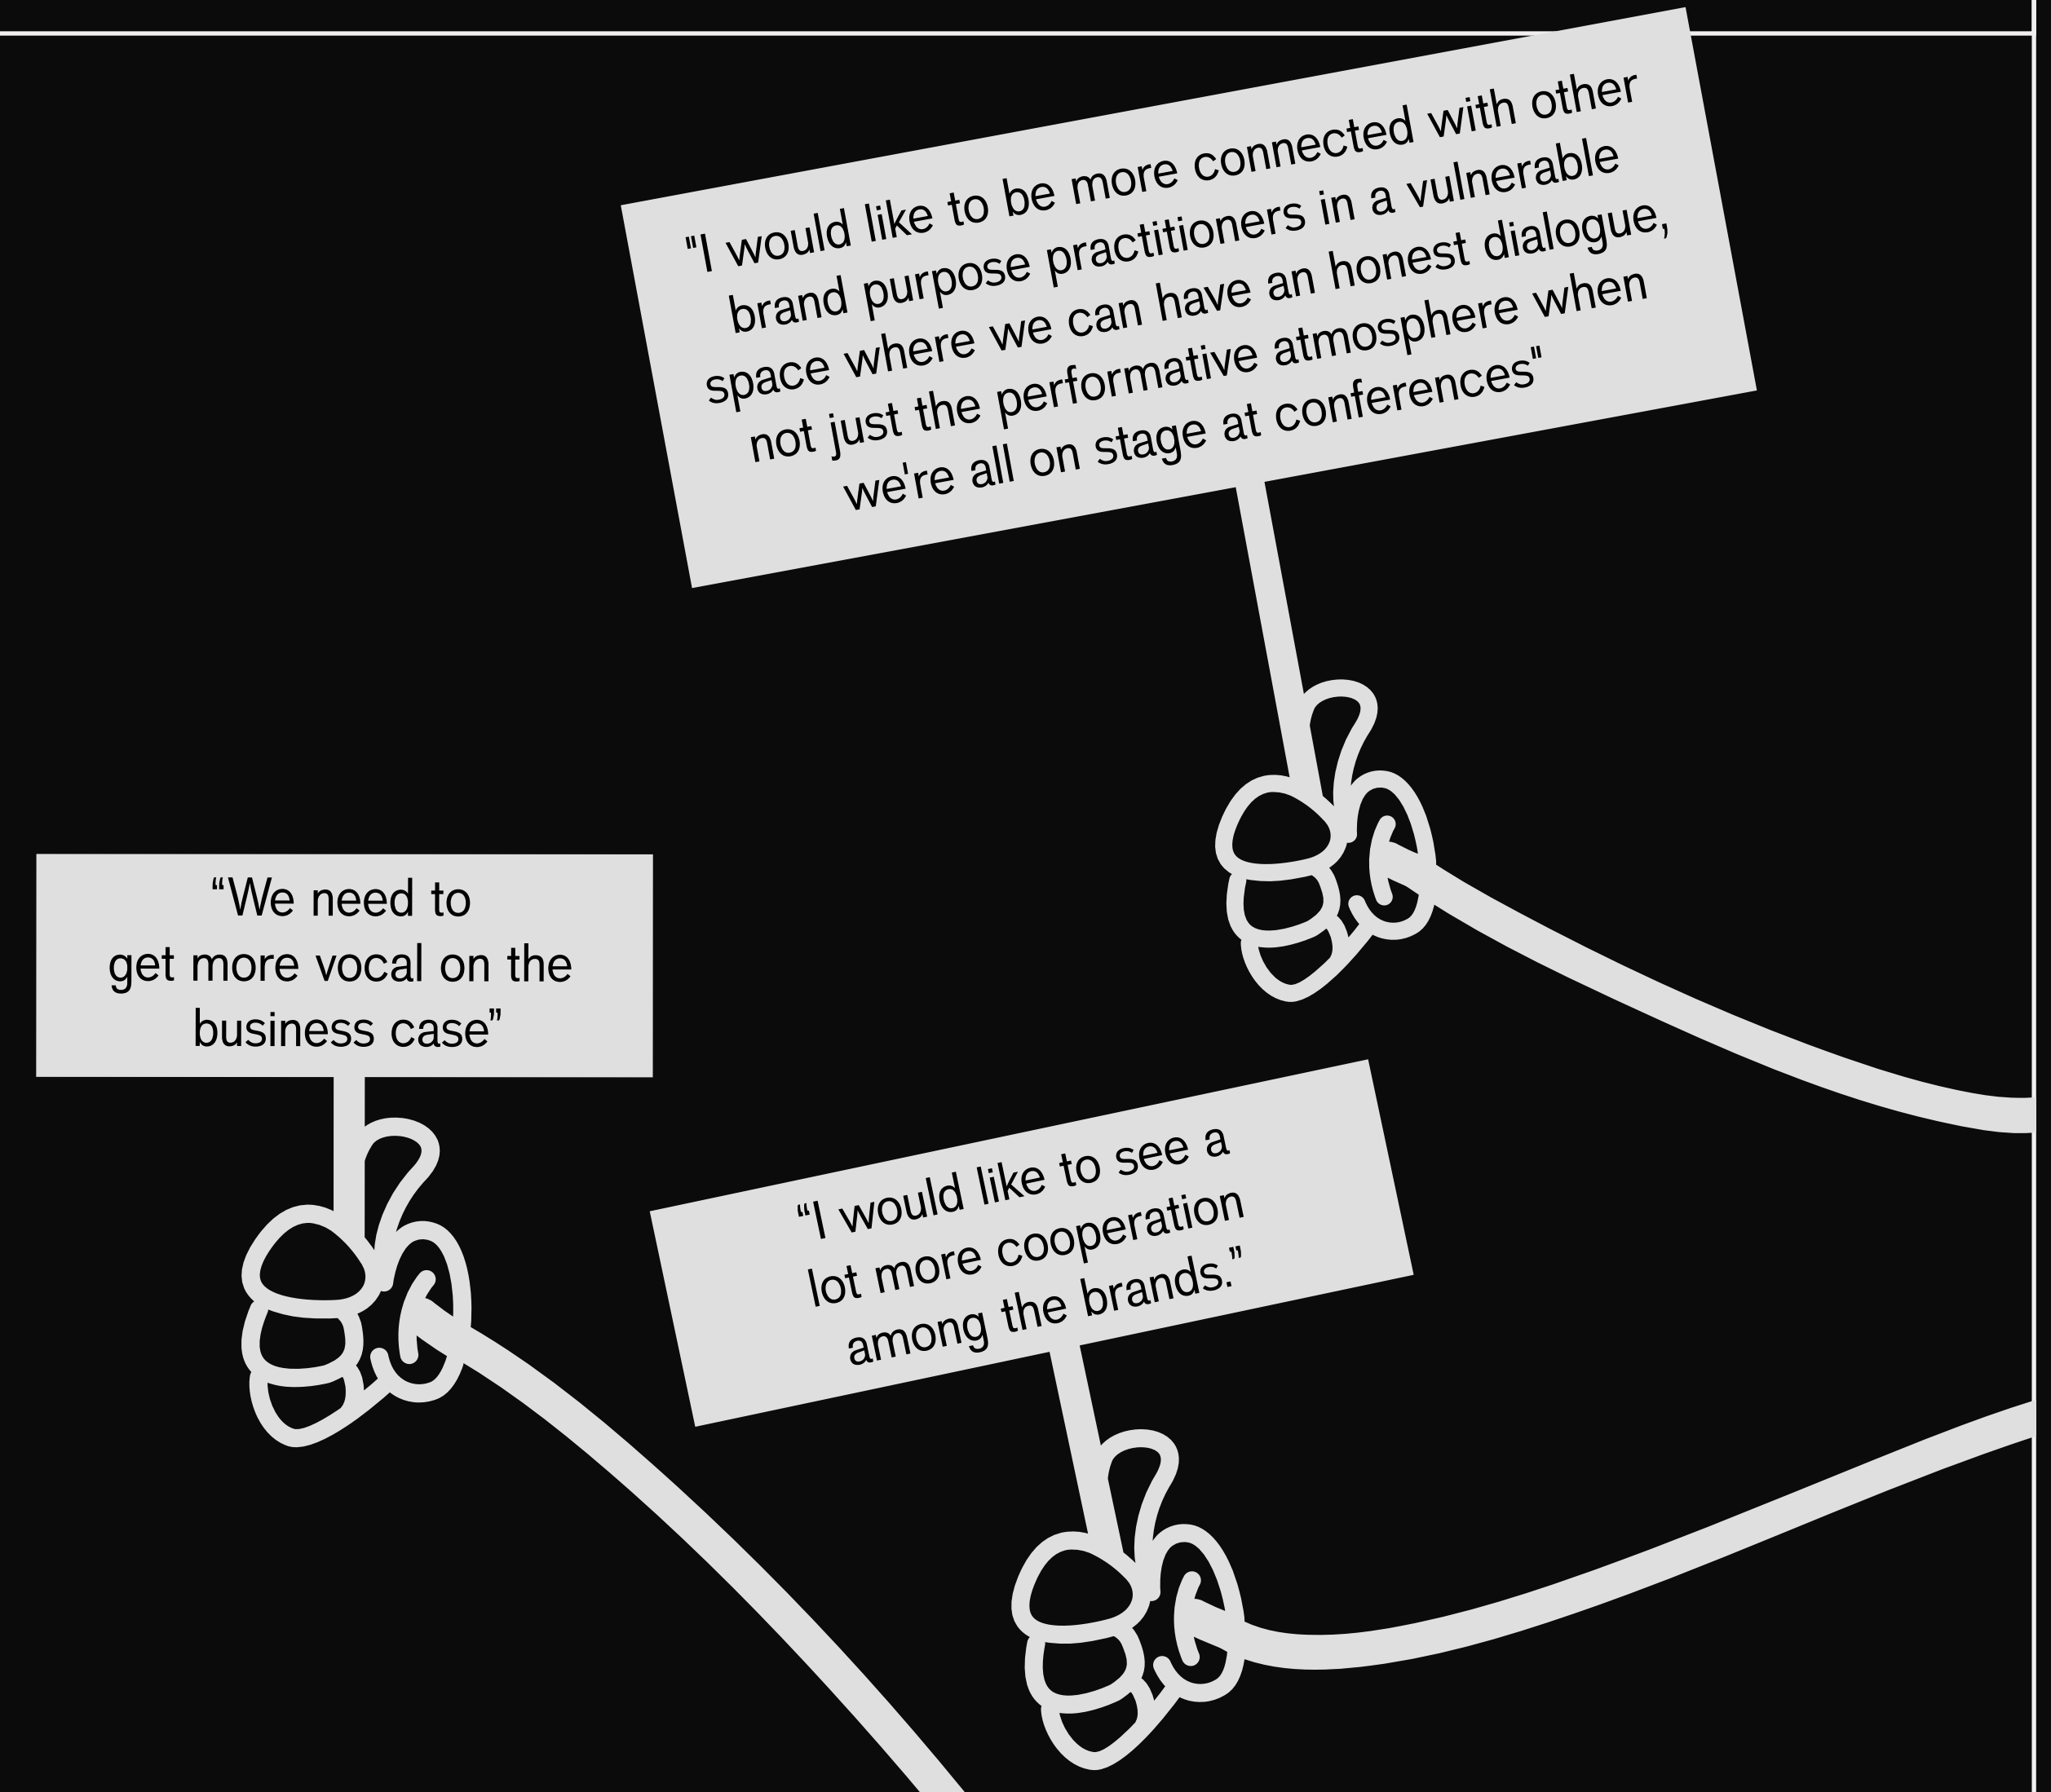 "I would like to be more connected with other
brand purpose practitioners in a vulnerable
space where we can have an honest dialogue,
not just the performative atmosphere when
we're all on stage at conferences"
“We need to
get more vocal on the
business case”
“I would like to see a
lot more cooperation
among the brands.”